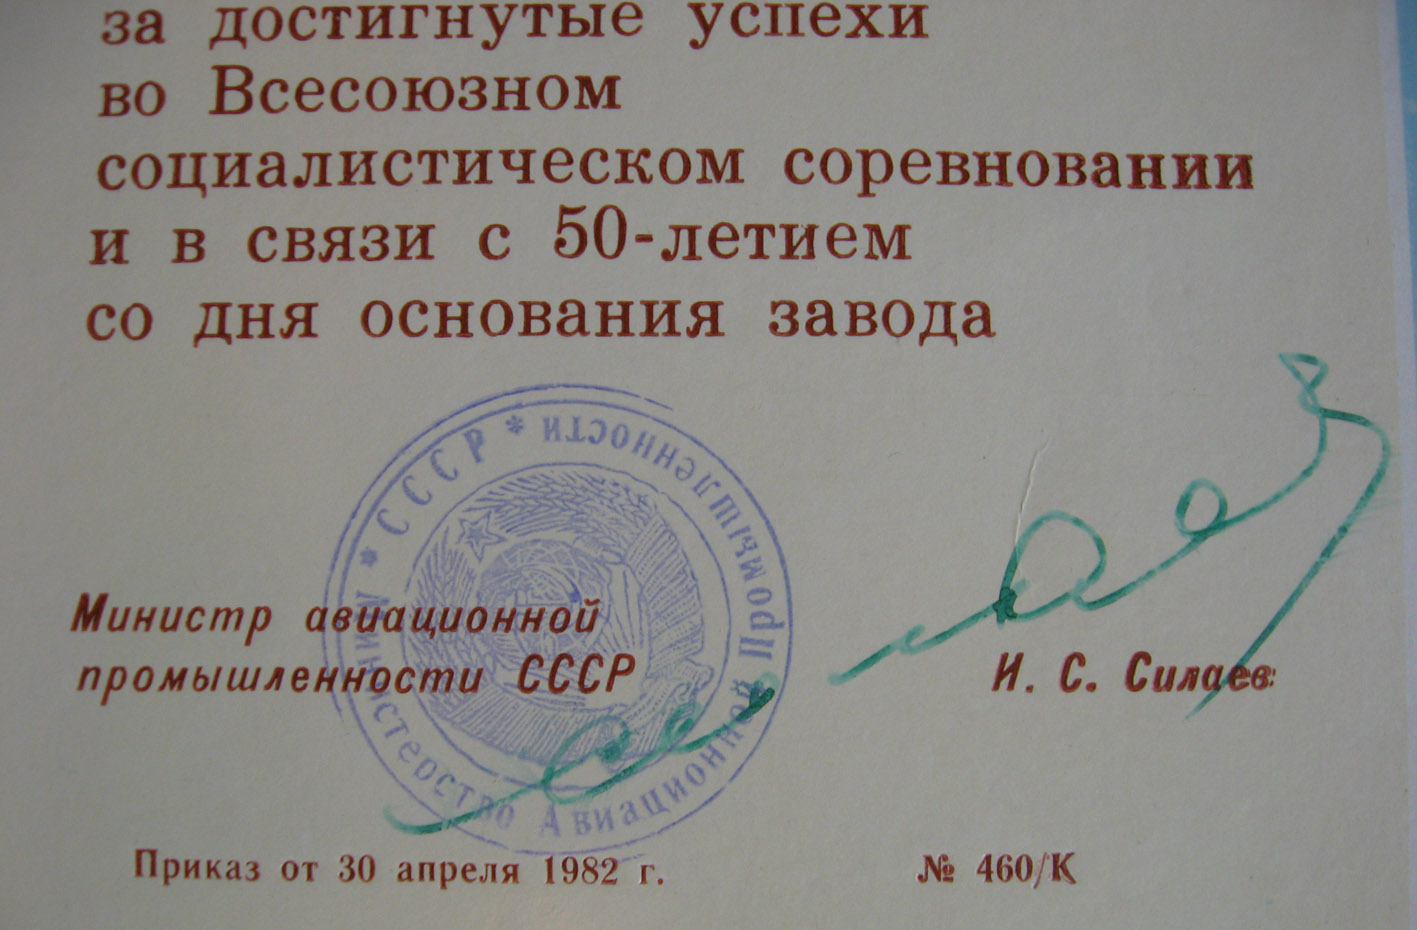 за достигнутые успехи
во Всесоюзном
социалистическом соревновании
и в связи с 50-летием
со дня основания завода
* СССР * Министерство Авиационной Промышленности
Министр авиационной
промышленности СССР
И. С. Силаев
Приказ от 30 апреля 1982 г.
№ 460/К